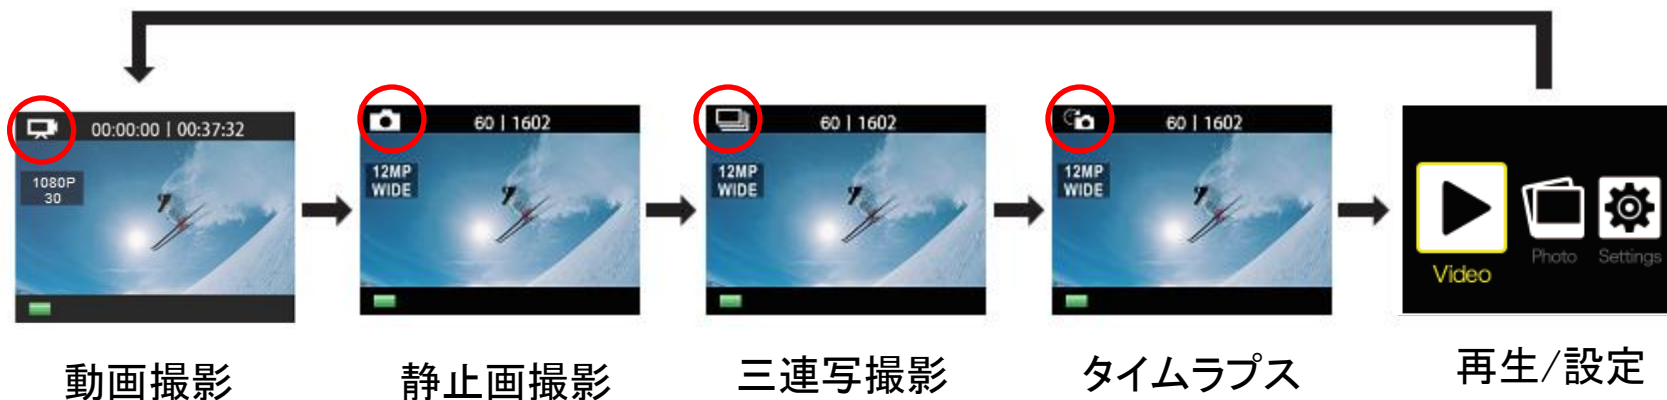 00:00:00 | 00:37:32
1080P
30
動画撮影
60 | 1602
12MP
WIDE
静止画撮影
60 | 1602
12MP
WIDE
三連写撮影
60 | 1602
12MP
WIDE
タイムラプス
Video
Photo
Settings
再生/設定